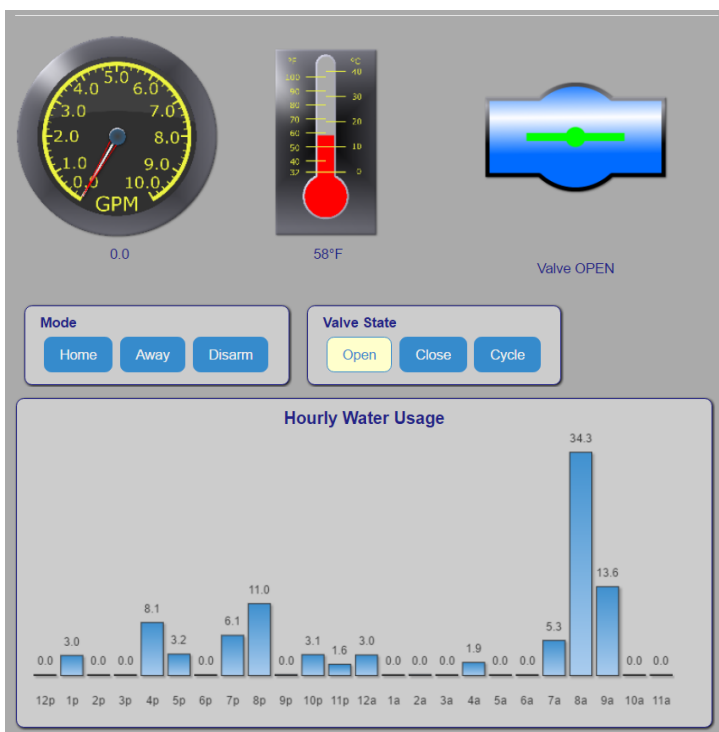 5.0
4.0 6.0
3.0 7.0
2.0 8.0
1.0 9.0
0.0 10.0
GPM
0.0
°F °C
100 40
90 30
80
70 20
60
50 10
40
32 0
58°F
Valve OPEN
Mode
Home Away Disarm
Valve State
Open Close Cycle
Hourly Water Usage
34.3
13.6
11.0
8.1
6.1
5.3
3.0 3.2 3.1 1.6 3.0 1.9
0.0 0.0 0.0 0.0 0.0 0.0 0.0 0.0 0.0 0.0 0.0 0.0
12p 1p 2p 3p 4p 5p 6p 7p 8p 9p 10p 11p 12a 1a 2a 3a 4a 5a 6a 7a 8a 9a 10a 11a